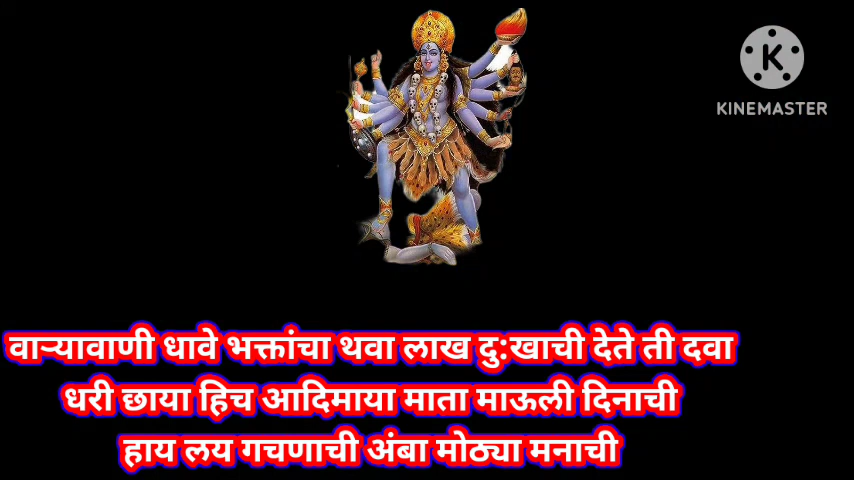 KINEMASTER
वाऱ्यावाणी धावे भक्तांचा थवा लाख दु:खाची देते ती दवा
धरी छाया हिच आदिमाया माता माऊली दिनाची
हाय लय गचणाची अंबा मोठ्या मनाची